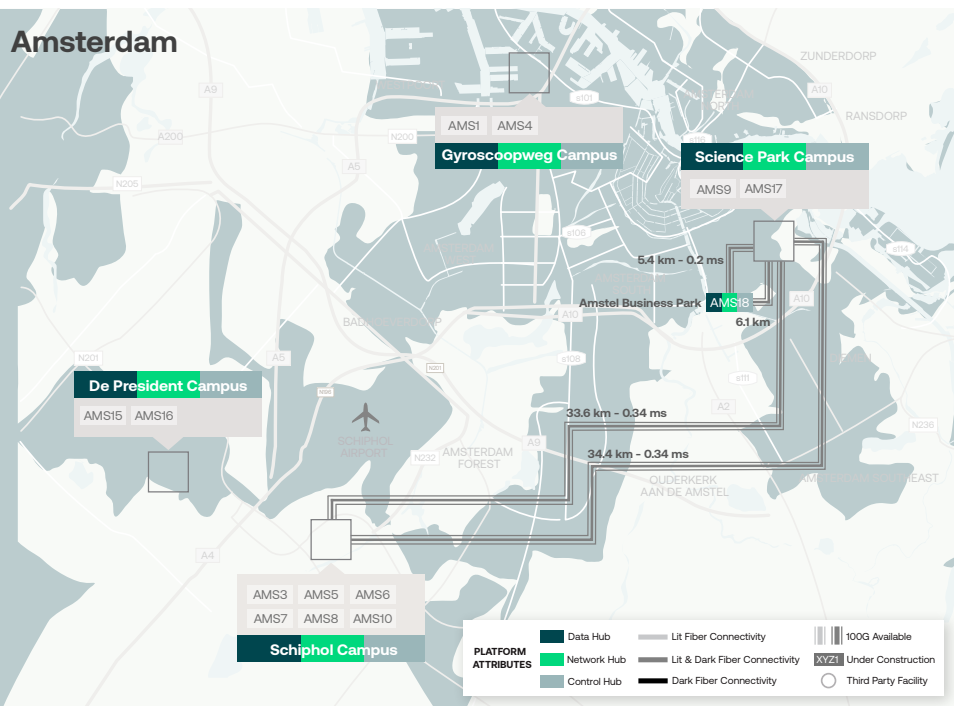 Amsterdam
ZUNDERDORP
A9
A10
s101
RANSDORP
AMS1 AMS4
A200
N200
s116
Gyroscoopweg Campus
Science Park Campus
A5
N205
AMS9 AMS17
s106
s114
5.4 km - 0.2 ms
Amstel Business Park
AMS18
A10
6.1 km
A10
N201
A5
s108
N201
De President Campus
s111
AMS15 AMS16
A2
33.6 km - 0.34 ms
N236
SCHIPHOL
AIRPORT
A9
AMSTERDAM
FOREST
N232
34.4 km - 0.34 ms
OUDERKERK
AAN DE AMSTEL
A4
AMS3 AMS5 AMS6
AMS7 AMS8 AMS10
Schiphol Campus
PLATFORM
ATTRIBUTES
Data Hub
Network Hub
Control Hub
Lit Fiber Connectivity
Lit & Dark Fiber Connectivity
Dark Fiber Connectivity
100G Available
XYZ1 Under Construction
Third Party Facility